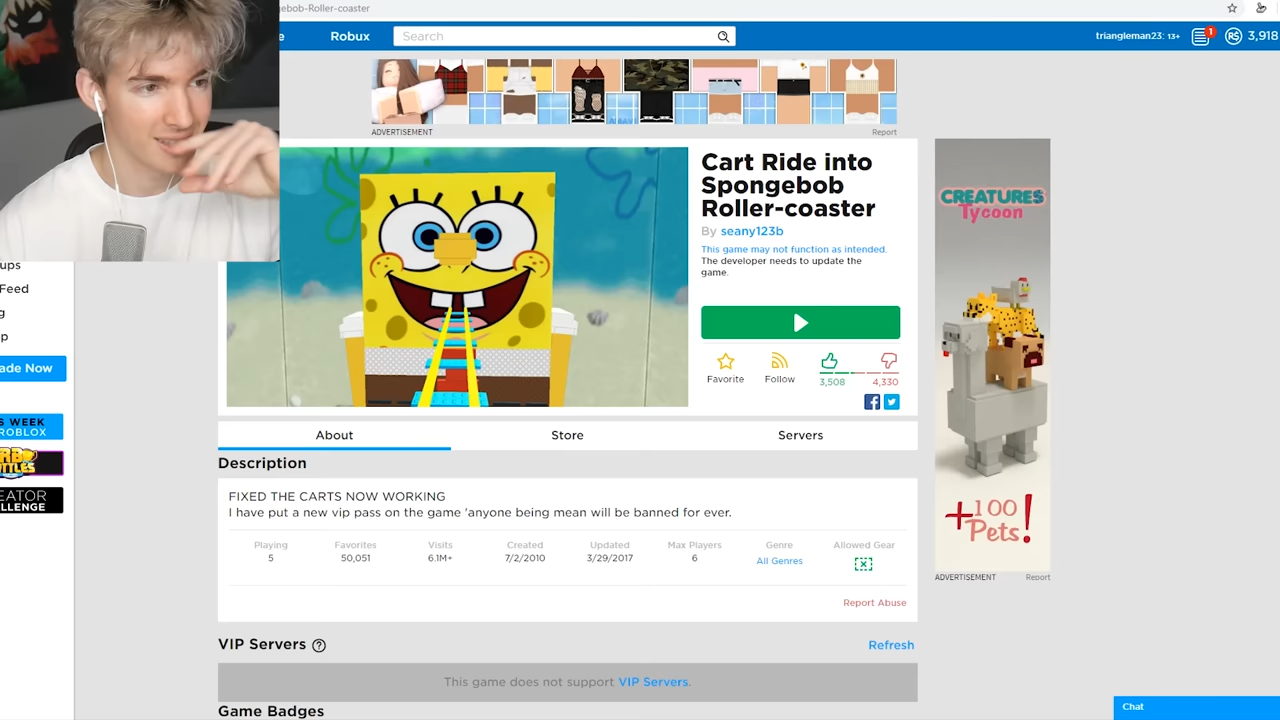 gebob-Roller-coaster
e
Robux
Search
triangleman23: 13+
1
3,918
ADVERTISEMENT
Report
Cart Ride into
Spongebob
Roller-coaster
By seany123b
This game may not function as intended.
The developer needs to update the
game.
Favorite
Follow
3,508
4,330
CREATURES
Tycoon
+100
Pets!
ADVERTISEMENT
Report
ups
Feed
g
p
ade Now
S WEEK
ROBLOX
RB
TTLES
EATOR
LLENGE
About
Store
Servers
Description
FIXED THE CARTS NOW WORKING
I have put a new vip pass on the game 'anyone being mean will be banned for ever.
Playing
Favorites
Visits
Created
Updated
Max Players
Genre
Allowed Gear
5
50,051
6.1M+
7/2/2010
3/29/2017
6
All Genres
Report Abuse
VIP Servers
Refresh
This game does not support VIP Servers.
Game Badges
Chat